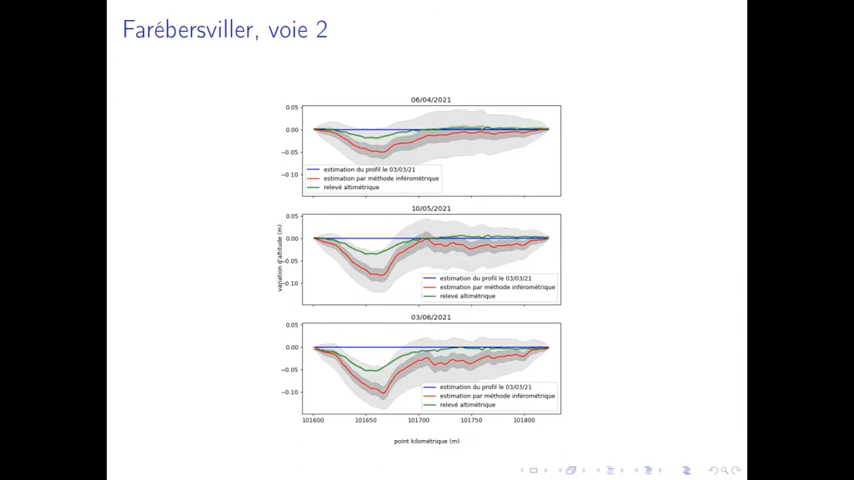 Farébersviller, voie 2
06/04/2021
0.05
0.00
−0.05
−0.10
estimation du profil le 03/03/21
estimation par méthode inférométrique
relevé altimétrique
10/05/2021
0.05
0.00
−0.05
−0.10
variation d'altitude (m)
estimation du profil le 03/03/21
estimation par méthode inférométrique
relevé altimétrique
03/06/2021
0.05
0.00
−0.05
−0.10
estimation du profil le 03/03/21
estimation par méthode inférométrique
relevé altimétrique
101600 101650 101700 101750 101800
point kilométrique (m)